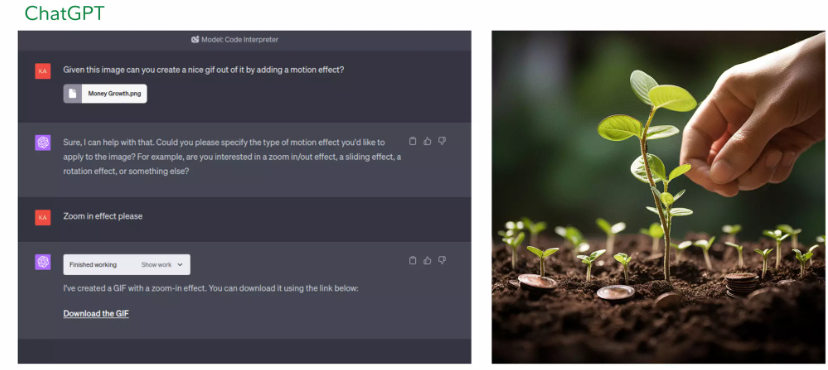 ChatGPT
Model: Code Interpreter
Given this image can you create a nice gif out of it by adding a motion effect?
Money Growth.png
Sure, I can help with that. Could you please specify the type of motion effect you'd like to
apply to the image? For example, are you interested in a zoom in/out effect, a sliding effect, a
rotation effect, or something else?
Zoom in effect please
Finished working Show work
I've created a GIF with a zoom-in effect. You can download it using the link below:
Download the GIF